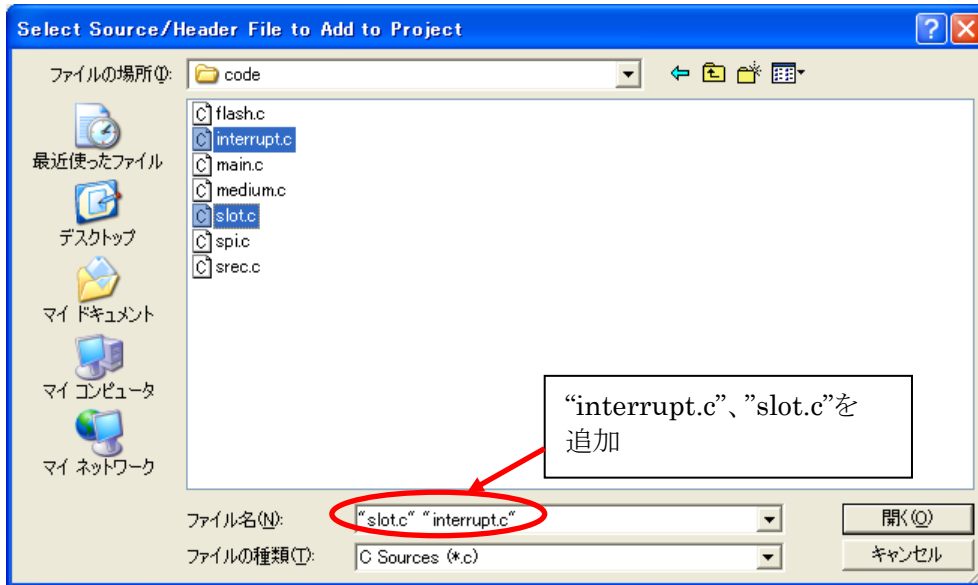 Select Source/Header File to Add to Project
ファイルの場所(I):
code
flash.c
interrupt.c
main.c
medium.c
slot.c
spi.c
srec.c
最近使ったファイル
デスクトップ
マイ ドキュメント
マイ コンピュータ
マイ ネットワーク
“interrupt.c”、”slot.c”を
追加
ファイル名(N):
"slot.c" "interrupt.c"
開く(O)
ファイルの種類(T):
C Sources (*.c)
キャンセル